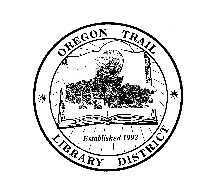 OREGON TRAIL
Established 1992
LIBRARY DISTRICT